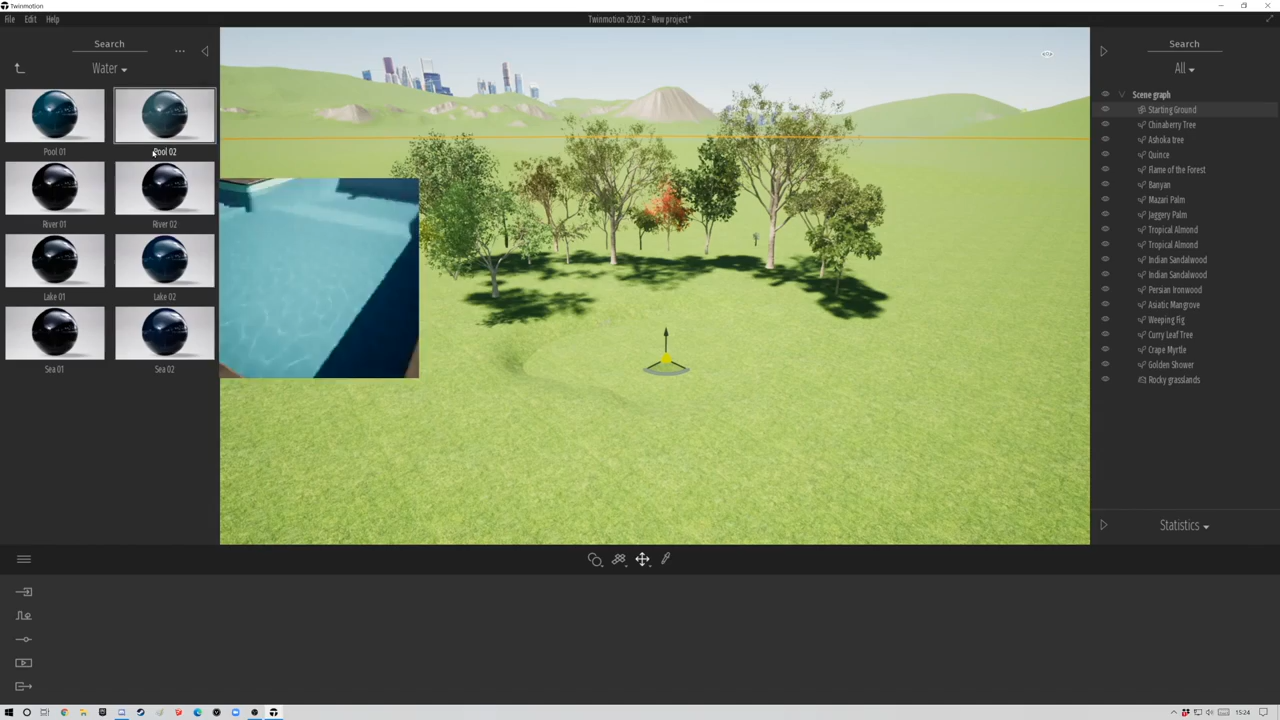 Twinmotion
File Edit Help
Twinmotion 2020.2 - New project*
Search
...
Water
Pool 01
Pool 02
River 01
River 02
Lake 01
Lake 02
Sea 01
Sea 02
Search
All
Scene graph
Starting Ground
Chinaberry Tree
Ashoka tree
Quince
Flame of the Forest
Banyan
Mazari Palm
Jaggery Palm
Tropical Almond
Tropical Almond
Indian Sandalwood
Indian Sandalwood
Persian Ironwood
Asiatic Mangrove
Weeping Fig
Curry Leaf Tree
Crape Myrtle
Golden Shower
Rocky grasslands
Statistics
15:24